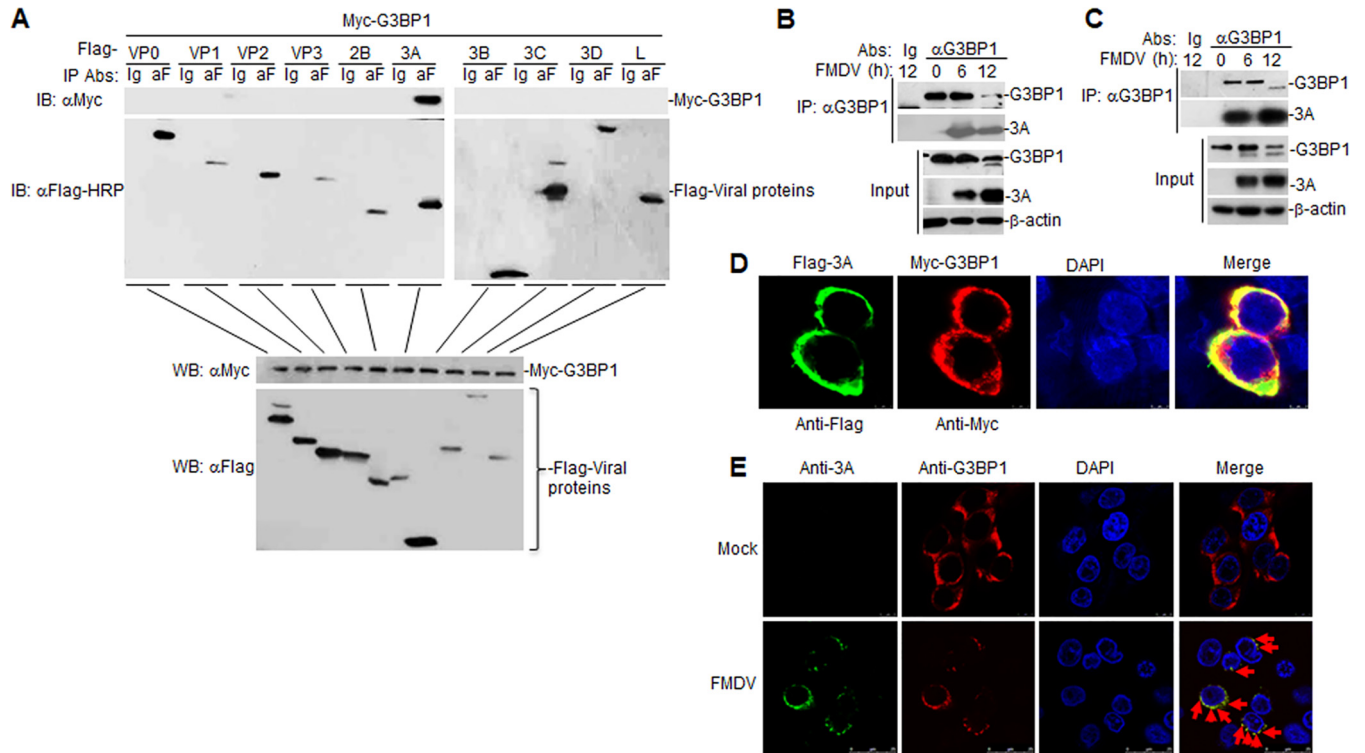 A
Myc-G3BP1
Flag- VP0 VP1 VP2 VP3 2B 3A 3B 3C 3D L
IP Abs: Ig aF Ig aF Ig aF Ig aF Ig aF Ig aF Ig aF Ig aF Ig aF Ig aF
IB: αMyc -Myc-G3BP1
IB: αFlag-HRP -Flag-Viral proteins
WB: αMyc -Myc-G3BP1
WB: αFlag -Flag-Viral
proteins
B
Abs: Ig αG3BP1
FMDV (h): 12 0 6 12
IP: αG3BP1 -G3BP1
-3A
Input -G3BP1
-3A
-β-actin
C
Abs: Ig αG3BP1
FMDV (h): 12 0 6 12
IP: αG3BP1 -G3BP1
-3A
Input -G3BP1
-3A
-β-actin
D
Flag-3A Myc-G3BP1 DAPI Merge
Anti-Flag Anti-Myc
E
Anti-3A Anti-G3BP1 DAPI Merge
Mock
FMDV